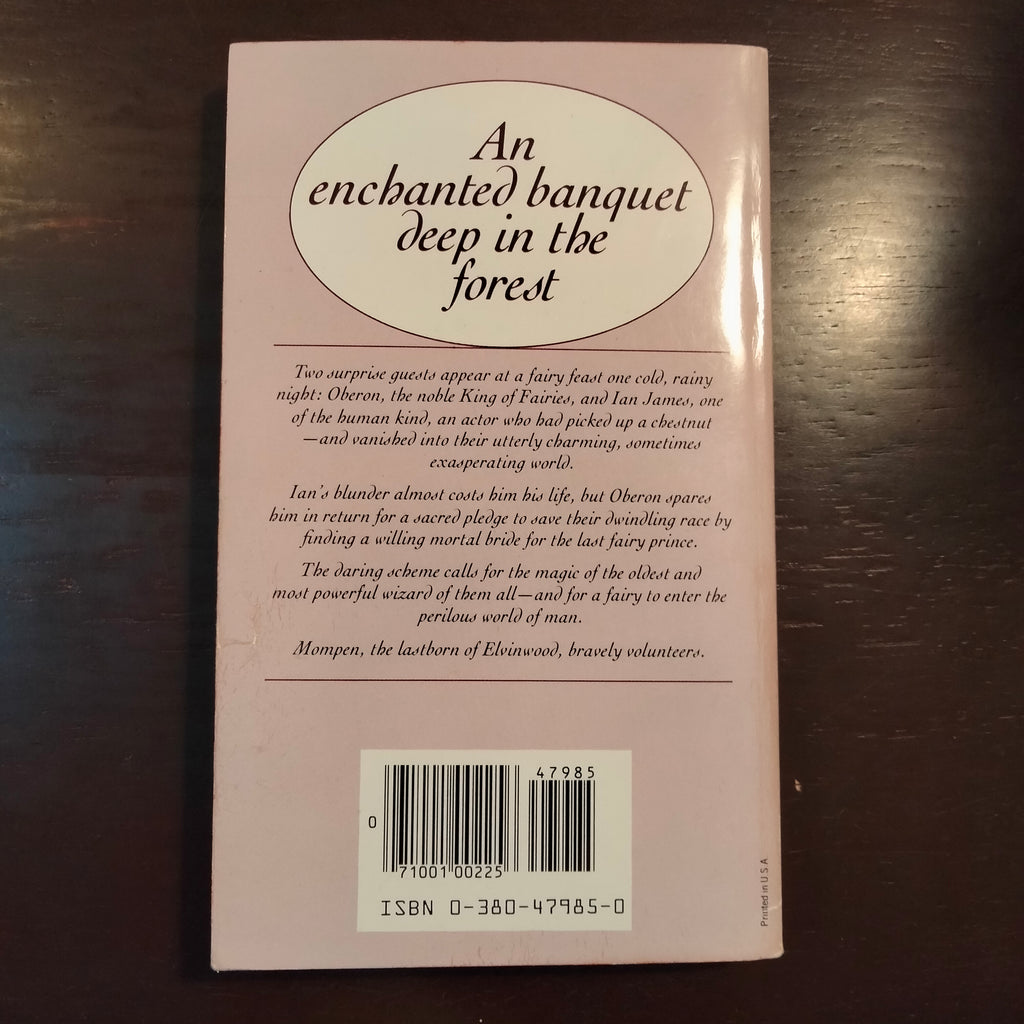 An
enchanted banquet
deep in the
forest
Two surprise guests appear at a fairy feast one cold, rainy
night: Oberon, the noble King of Fairies, and Ian James, one
of the human kind, an actor who had picked up a chestnut
—and vanished into their utterly charming, sometimes
exasperating world.
Ian's blunder almost costs him his life, but Oberon spares
him in return for a sacred pledge to save their dwindling race by
finding a willing mortal bride for the last fairy prince.
The daring scheme calls for the magic of the oldest and
most powerful wizard of them all—and for a fairy to enter the
perilous world of man.
Mompen, the lastborn of Elvinwood, bravely volunteers.
47985
0
71001 00225
ISBN 0-380-47985-0
Printed in U.S.A.